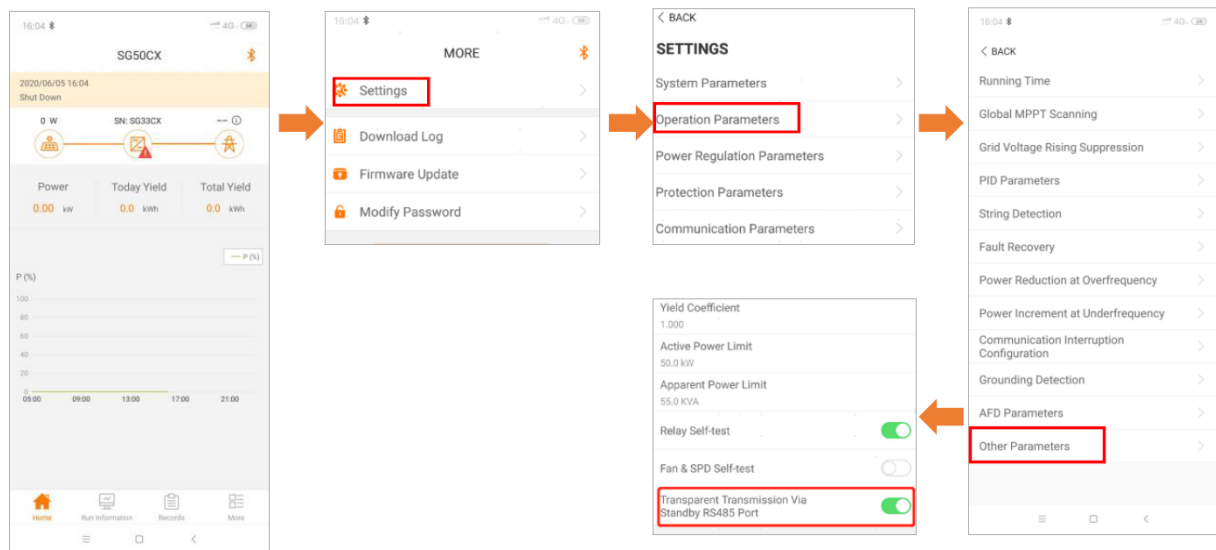 16:04
4G
SG50CX
2020/06/05 16:04
Shut Down
0 W SN: SG33CX --
Power Today Yield Total Yield
0.00 kW 0.0 kWh 0.0 kWh
P (%)
P (%)
100
80
60
40
20
0
05:00 09:00 13:00 17:00 21:00
Home Run Information Records More
16:04
4G
MORE
Settings
Download Log
Firmware Update
Modify Password
< BACK
SETTINGS
System Parameters
Operation Parameters
Power Regulation Parameters
Protection Parameters
Communication Parameters
16:04
4G
< BACK
Running Time
Global MPPT Scanning
Grid Voltage Rising Suppression
PID Parameters
String Detection
Fault Recovery
Power Reduction at Overfrequency
Power Increment at Underfrequency
Communication Interruption
Configuration
Grounding Detection
AFD Parameters
Other Parameters
Yield Coefficient
1.000
Active Power Limit
50.0 kW
Apparent Power Limit
55.0 KVA
Relay Self-test
Fan & SPD Self-test
Transparent Transmission Via
Standby RS485 Port